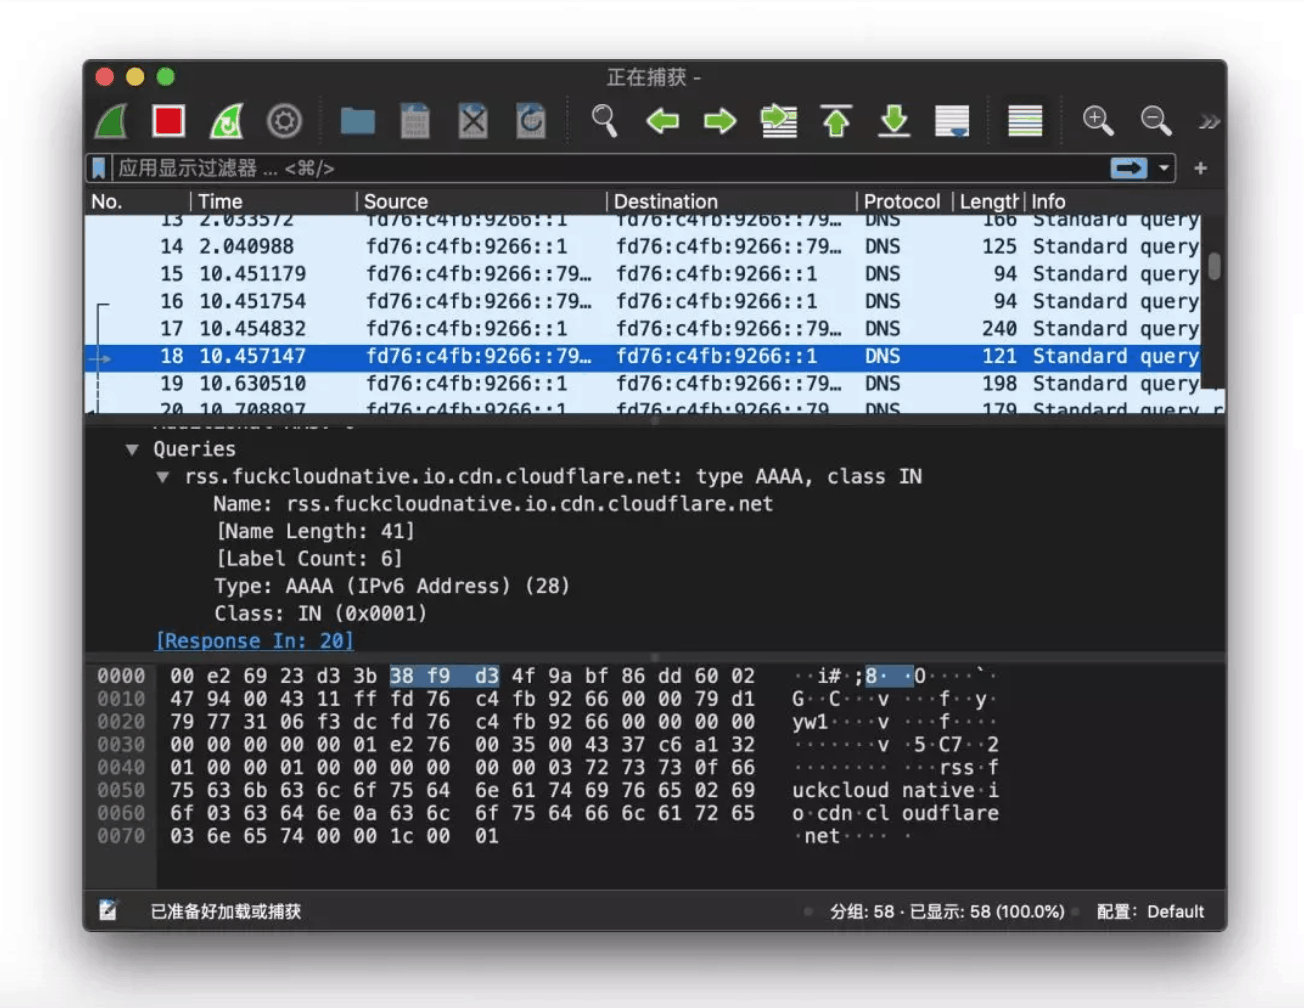 正在捕获 -
应用显示过滤器 ... <⌘/>
No. Time Source Destination Protocol Length Info
13 2.033572 fd76:c4fb:9266::1 fd76:c4fb:9266::79… DNS 166 Standard query
14 2.040988 fd76:c4fb:9266::1 fd76:c4fb:9266::79… DNS 125 Standard query
15 10.451179 fd76:c4fb:9266::79… fd76:c4fb:9266::1 DNS 94 Standard query
16 10.451754 fd76:c4fb:9266::79… fd76:c4fb:9266::1 DNS 94 Standard query
17 10.454832 fd76:c4fb:9266::1 fd76:c4fb:9266::79… DNS 240 Standard query
18 10.457147 fd76:c4fb:9266::79… fd76:c4fb:9266::1 DNS 121 Standard query
19 10.630510 fd76:c4fb:9266::1 fd76:c4fb:9266::79… DNS 198 Standard query
20 10.708897 fd76:c4fb:9266::1 fd76:c4fb:9266::79 DNS 179 Standard query r
Queries
rss.fuckcloudnative.io.cdn.cloudflare.net: type AAAA, class IN
Name: rss.fuckcloudnative.io.cdn.cloudflare.net
[Name Length: 41]
[Label Count: 6]
Type: AAAA (IPv6 Address) (28)
Class: IN (0x0001)
[Response In: 20]
0000 00 e2 69 23 d3 3b 38 f9 d3 4f 9a bf 86 dd 60 02 ··i#·;8· ·O····`·
0010 47 94 00 43 11 ff fd 76 c4 fb 92 66 00 00 79 d1 G··C···v ···f··y·
0020 79 77 31 06 f3 dc fd 76 c4 fb 92 66 00 00 00 00 yw1····v ···f····
0030 00 00 00 00 00 01 e2 76 00 35 00 43 37 c6 a1 32 ·······v ·5·C7··2
0040 01 00 00 01 00 00 00 00 00 00 03 72 73 73 0f 66 ········ ···rss·f
0050 75 63 6b 63 6c 6f 75 64 6e 61 74 69 76 65 02 69 uckcloud native·i
0060 6f 03 63 64 6e 0a 63 6c 6f 75 64 66 6c 61 72 65 o·cdn·cl oudflare
0070 03 6e 65 74 00 00 1c 00 01 ·net···· ·
已准备好加载或捕获 分组: 58 · 已显示: 58 (100.0%) 配置: Default